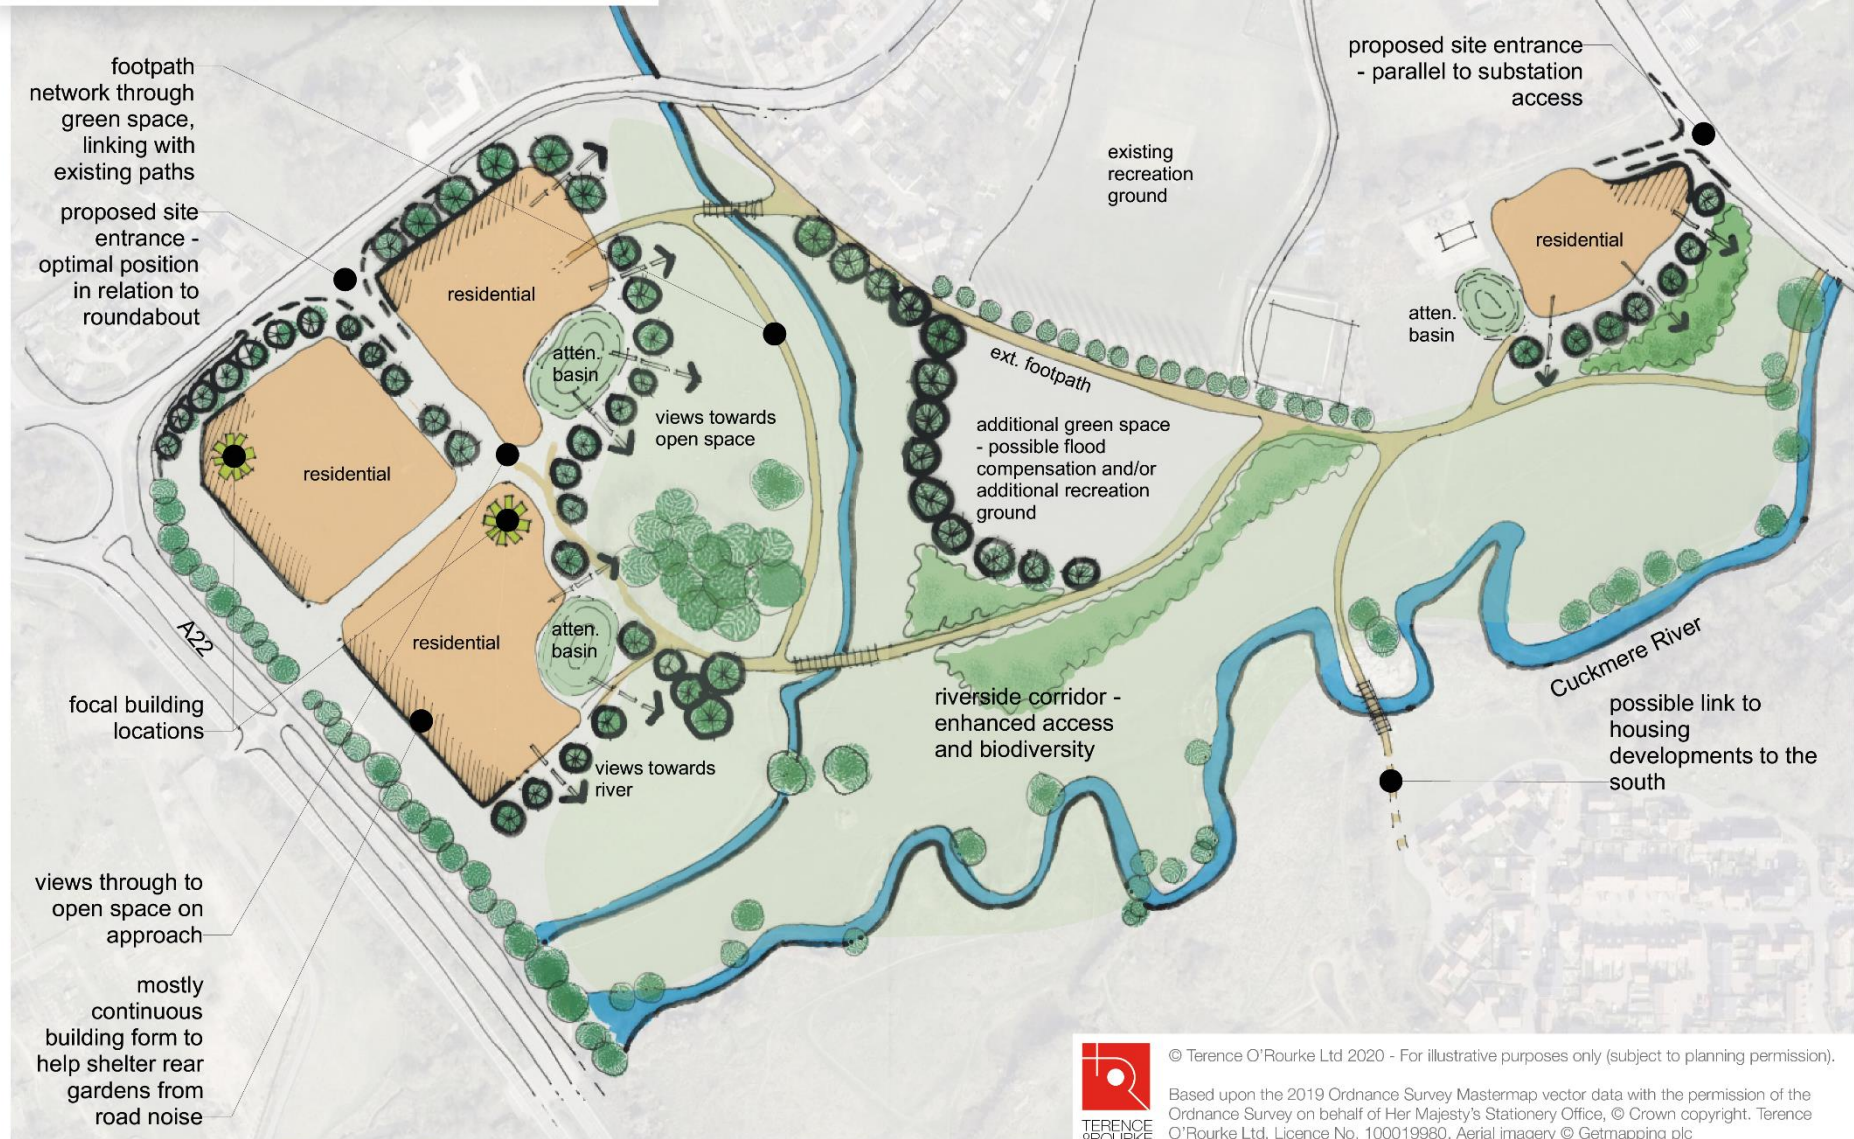 footpath
network through
green space,
linking with
existing paths
proposed site
entrance -
optimal position
in relation to
roundabout
focal building
locations
views through to
open space on
approach
mostly
continuous
building form to
help shelter rear
gardens from
road noise
A22
residential
residential
residential
atten.
basin
atten.
basin
views towards
open space
views towards
river
existing
recreation
ground
ext. footpath
additional green space
- possible flood
compensation and/or
additional recreation
ground
riverside corridor -
enhanced access
and biodiversity
proposed site entrance
- parallel to substation
access
residential
atten.
basin
Cuckmere River
possible link to
housing
developments to the
south
TERENCE
O'ROURKE
© Terence O'Rourke Ltd 2020 - For illustrative purposes only (subject to planning permission).
Based upon the 2019 Ordnance Survey Mastermap vector data with the permission of the
Ordnance Survey on behalf of Her Majesty's Stationery Office, © Crown copyright. Terence
O'Rourke Ltd. Licence No. 100019980. Aerial imagery © Getmapping plc